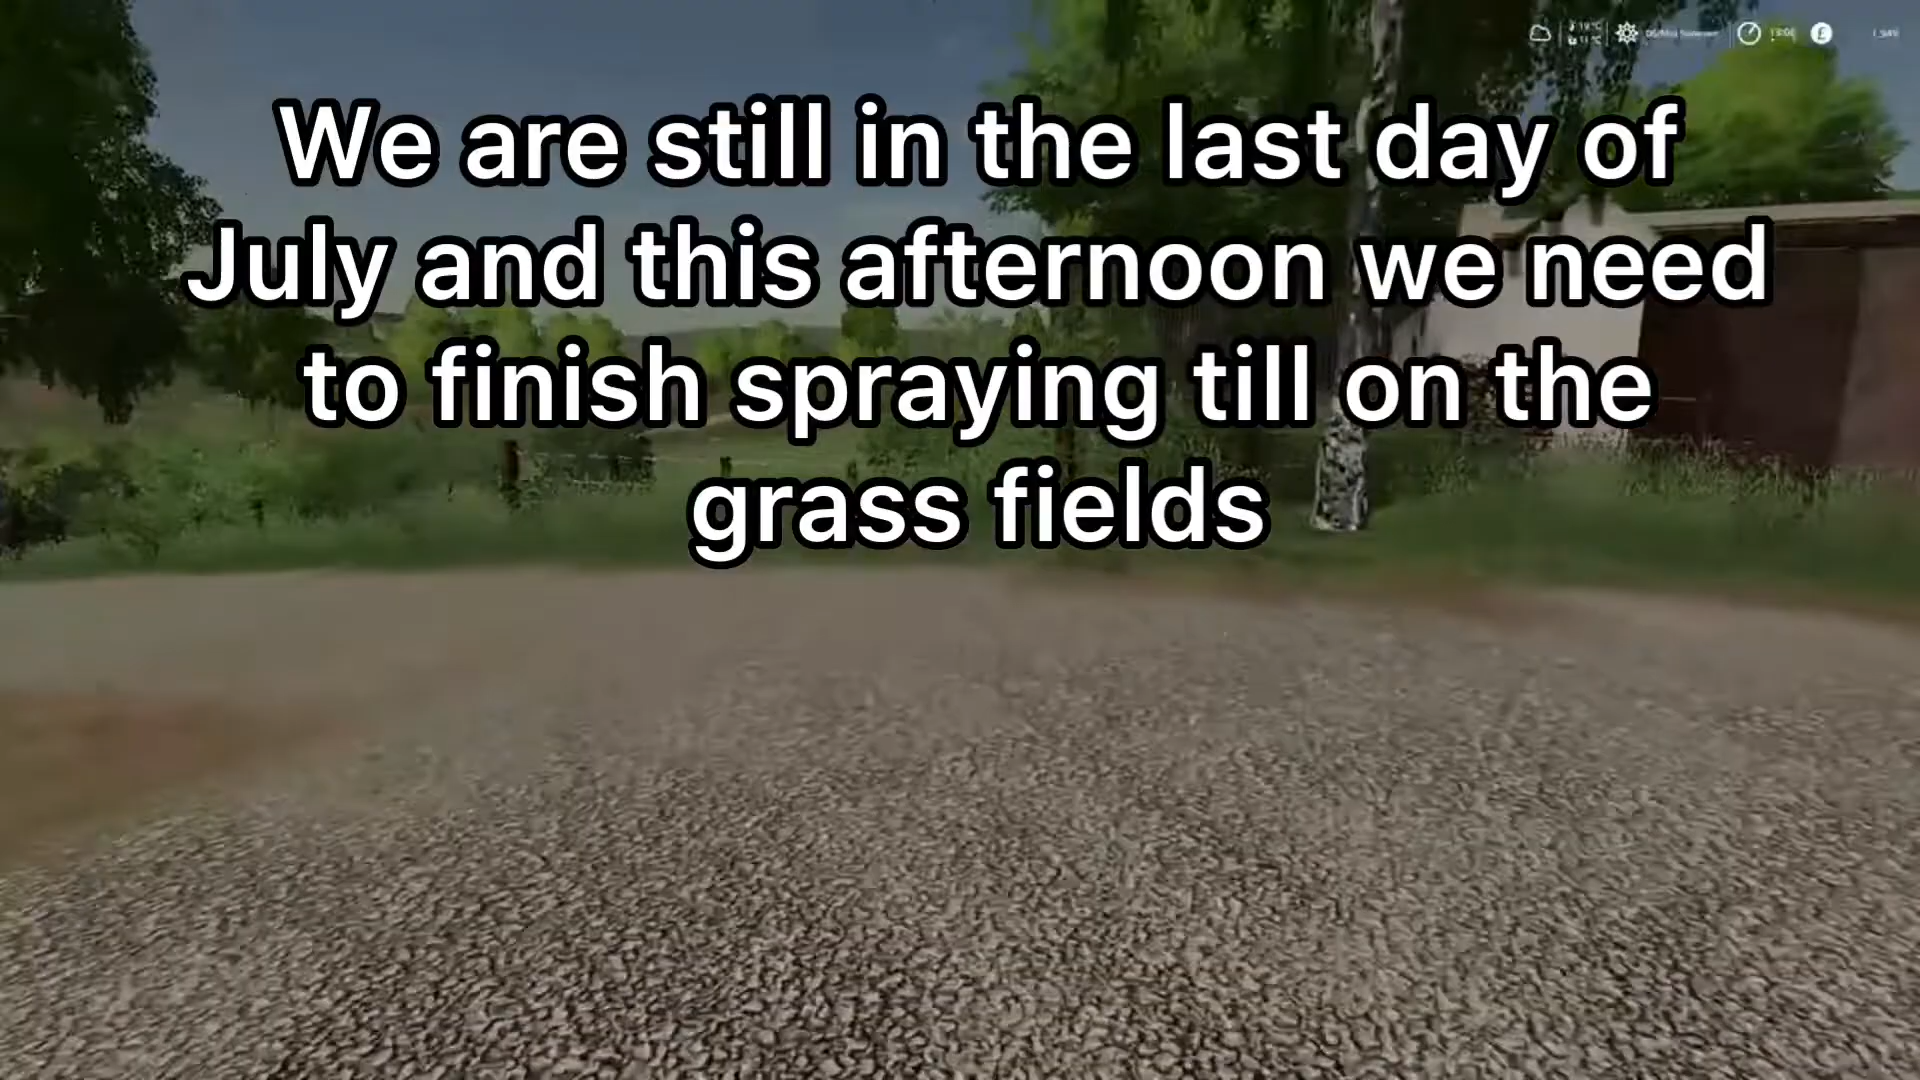 We are still in the last day of
July and this afternoon we need
to finish spraying till on the
grass fields